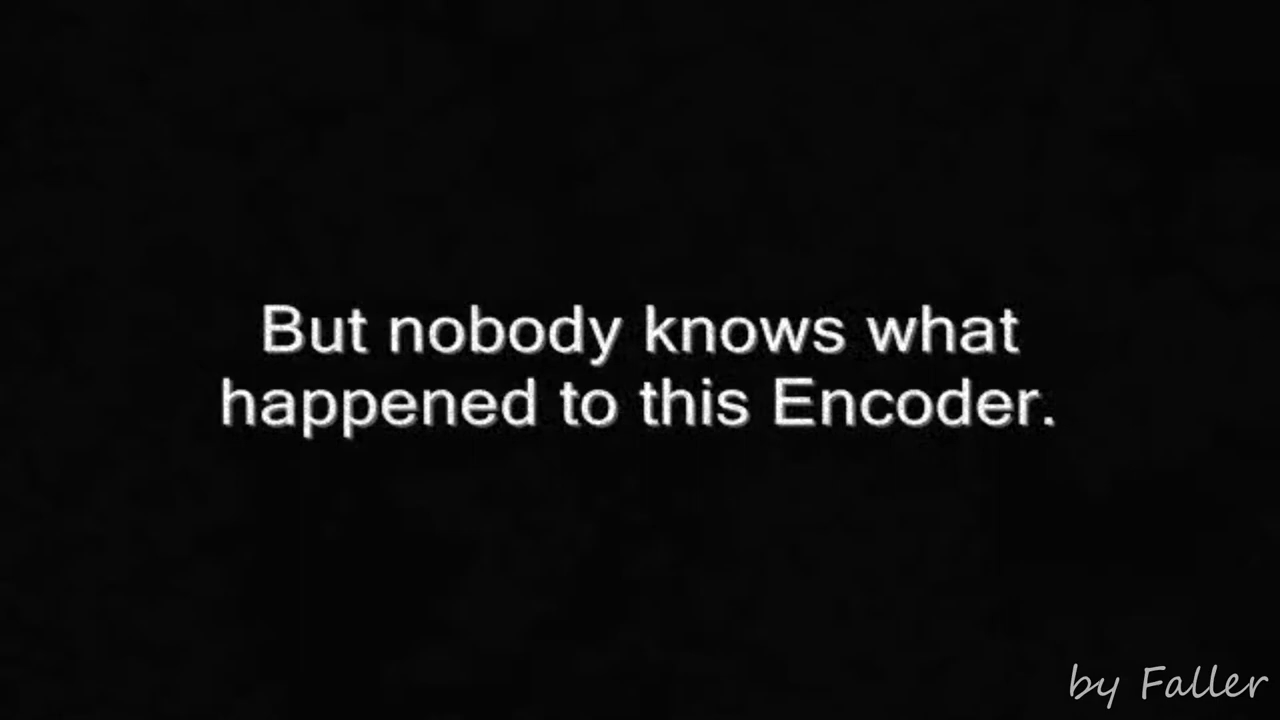 But nobody knows what
happened to this Encoder.
by Faller